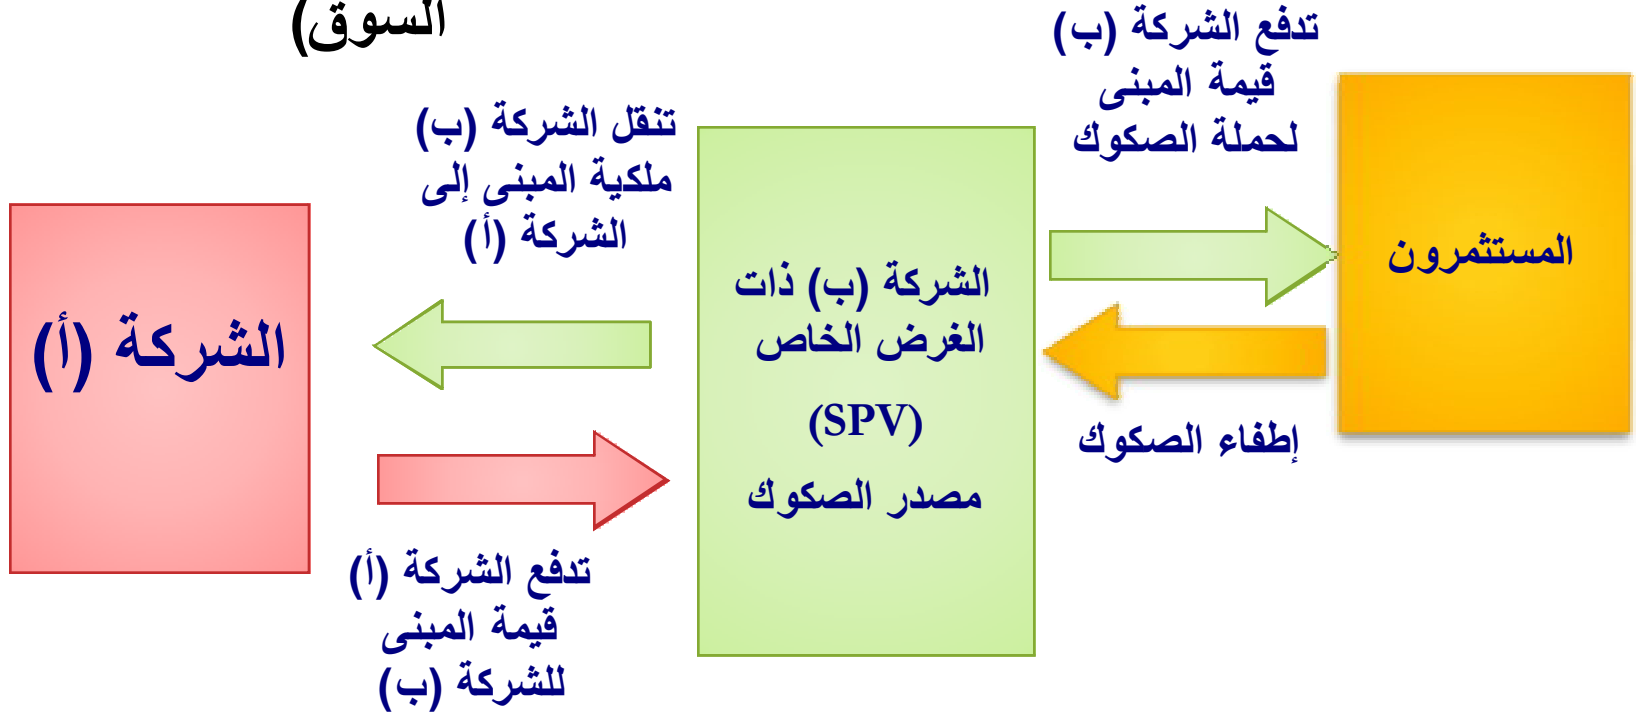 السوق)
تدفع الشركة (ب)
قيمة المبنى
لحملة الصكوك
المستثمرون
إطفاء الصكوك
تنقل الشركة (ب)
ملكية المبنى إلى
الشركة (أ)
الشركة (ب) ذات
الغرض الخاص
(SPV)
مصدر الصكوك
الشركة (أ)
تدفع الشركة (أ)
قيمة المبنى
للشركة (ب)